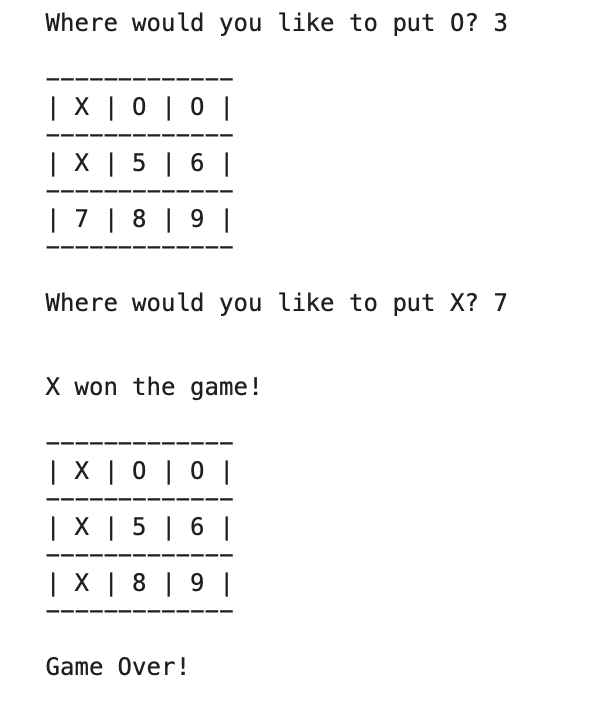 Where would you like to put O? 3
-------------
| X | O | O |
-------------
| X | 5 | 6 |
-------------
| 7 | 8 | 9 |
-------------
Where would you like to put X? 7
X won the game!
-------------
| X | O | O |
-------------
| X | 5 | 6 |
-------------
| X | 8 | 9 |
-------------
Game Over!